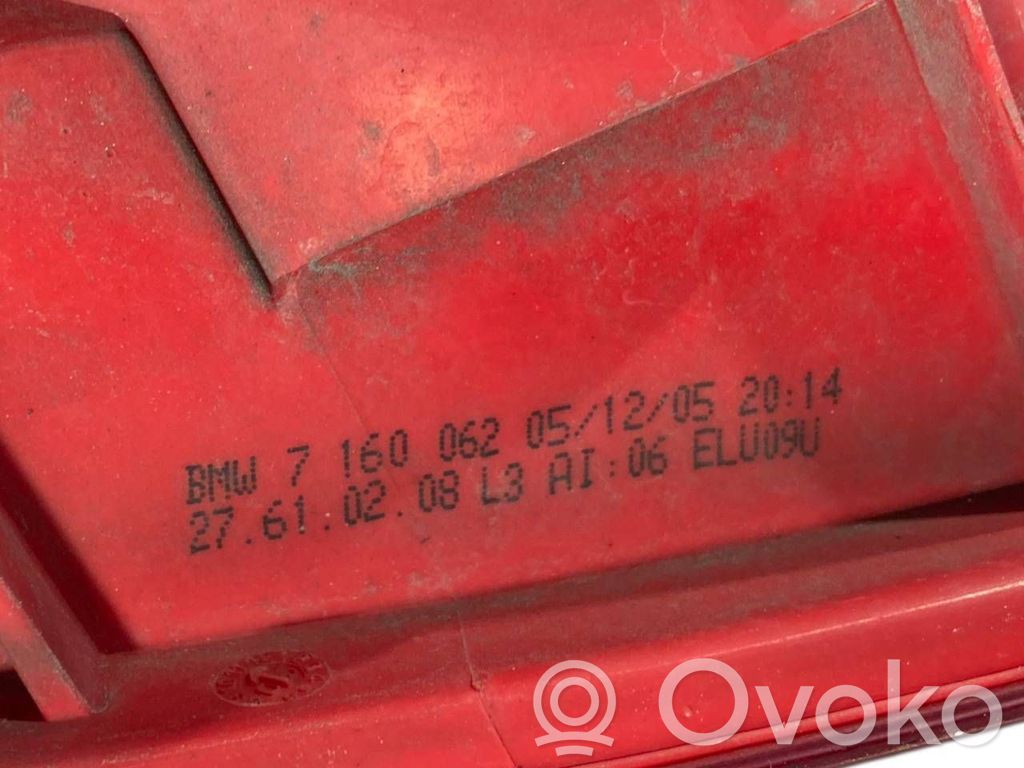 BMW 7 160 062 05/12/05 20:14
27.61.02.08 L3 AI:06 ELU09U
Ovoko